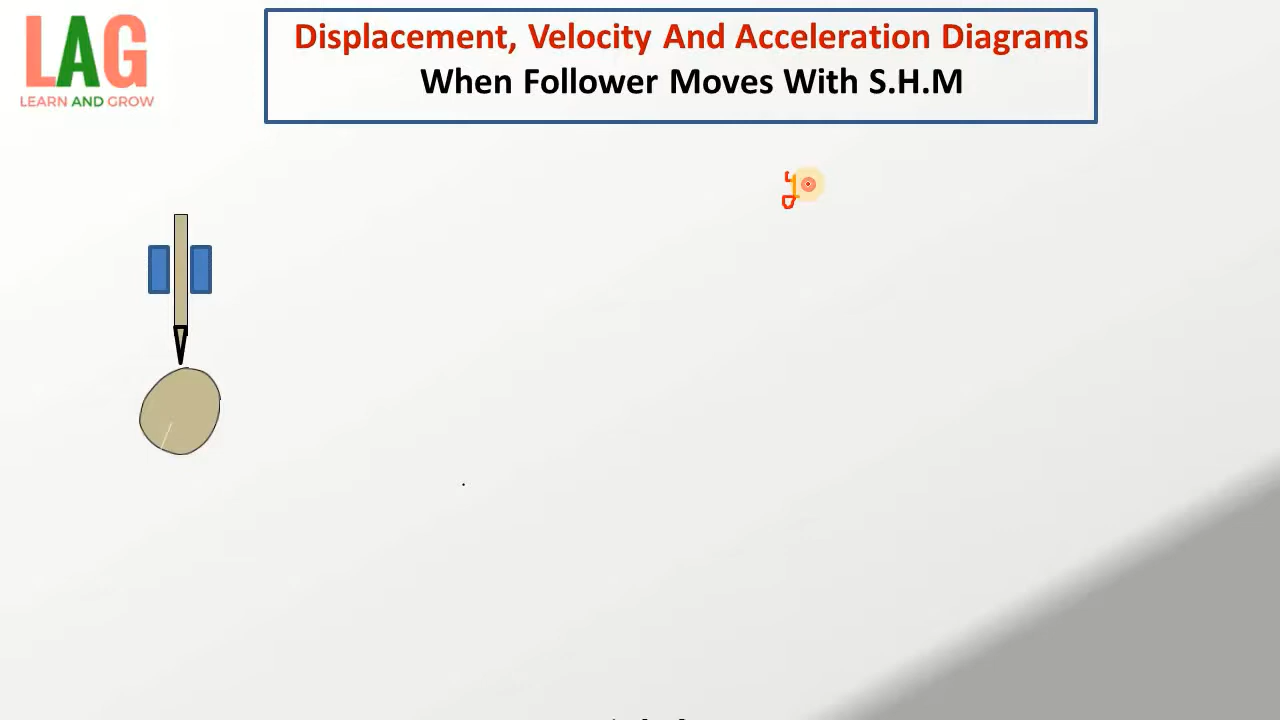 LAG
LEARN AND GROW
Displacement, Velocity And Acceleration Diagrams
When Follower Moves With S.H.M
y